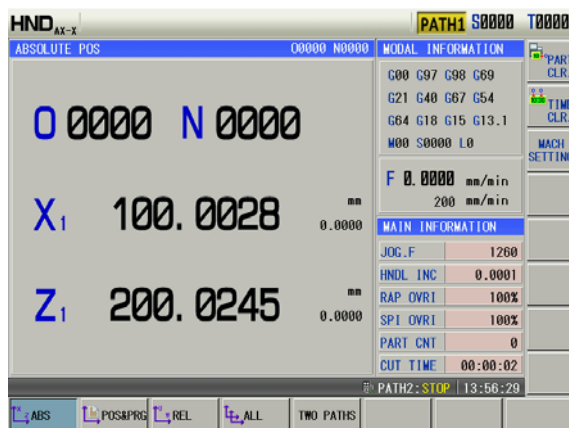 HND AX-X PATH1 S0000 T0000
ABSOLUTE POS O0000 N0000
O 0000 N 0000
X1 100.0028 mm 0.0000
Z1 200.0245 mm 0.0000
MODAL INFORMATION
G00 G97 G98 G69
G21 G40 G67 G54
G64 G18 G15 G13.1
M00 S0000 L0
F 0.0000 mm/min
200 mm/min
MAIN INFORMATION
JOG.F 1260
HNDL INC 0.0001
RAP OVRI 100%
SPI OVRI 100%
PART CNT 0
CUT TIME 00:00:02
PATH2:STOP 13:56:29
PART
CLR.
TIME
CLR.
MACH
SETTING
ABS POS&PRG REL ALL TWO PATHS